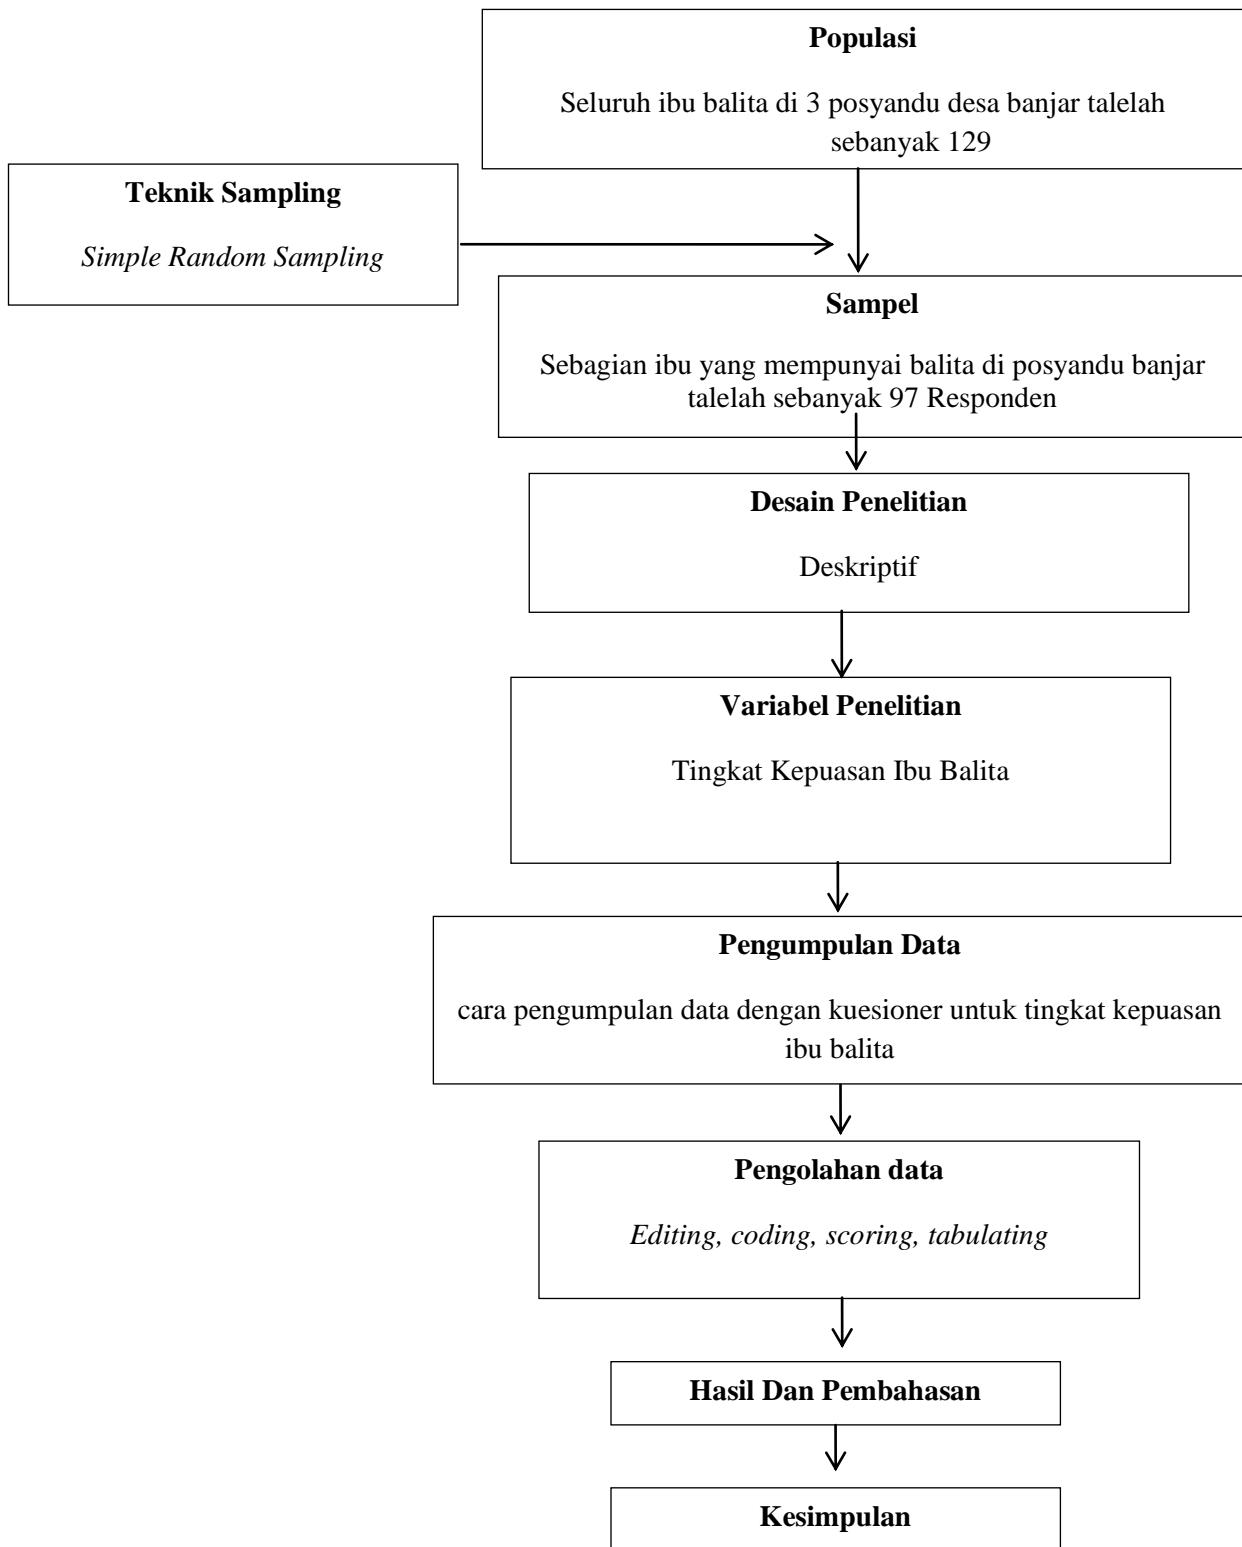 Populasi
Seluruh ibu balita di 3 posyandu desa banjar talelah
sebanyak 129
Teknik Sampling
Simple Random Sampling
Sampel
Sebagian ibu yang mempunyai balita di posyandu banjar
talelah sebanyak 97 Responden
Desain Penelitian
Deskriptif
Variabel Penelitian
Tingkat Kepuasan Ibu Balita
Pengumpulan Data
cara pengumpulan data dengan kuesioner untuk tingkat kepuasan
ibu balita
Pengolahan data
Editing, coding, scoring, tabulating
Hasil Dan Pembahasan
Kesimpulan